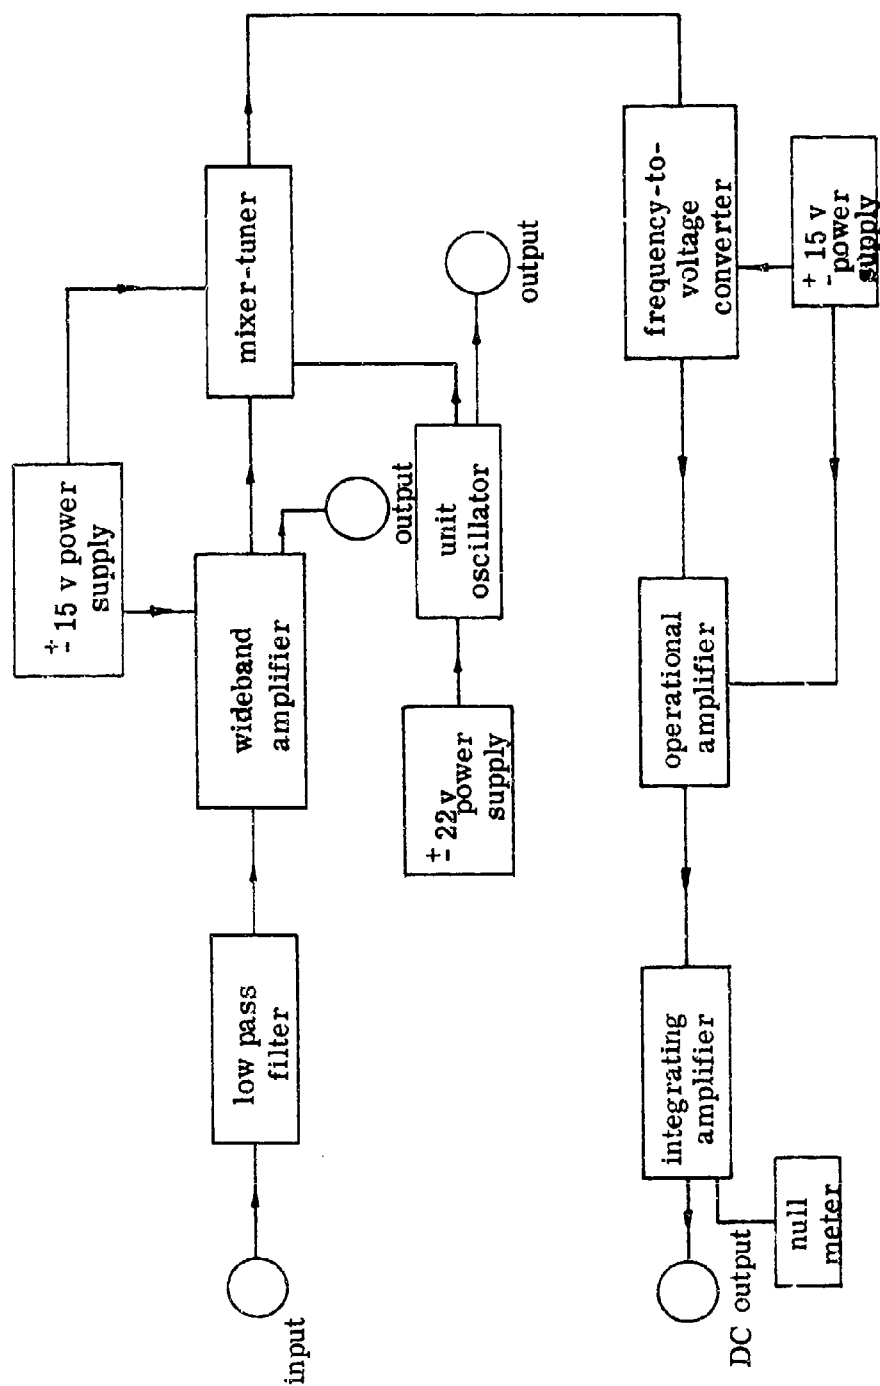 input
low pass
filter
wideband
amplifier
output
+
- 15 v power
supply
mixer-tuner
unit
oscillator
output
+
- 22 v
power
supply
frequency-to-
voltage
converter
+
- 15 v
power
supply
operational
amplifier
integrating
amplifier
DC output
null
meter